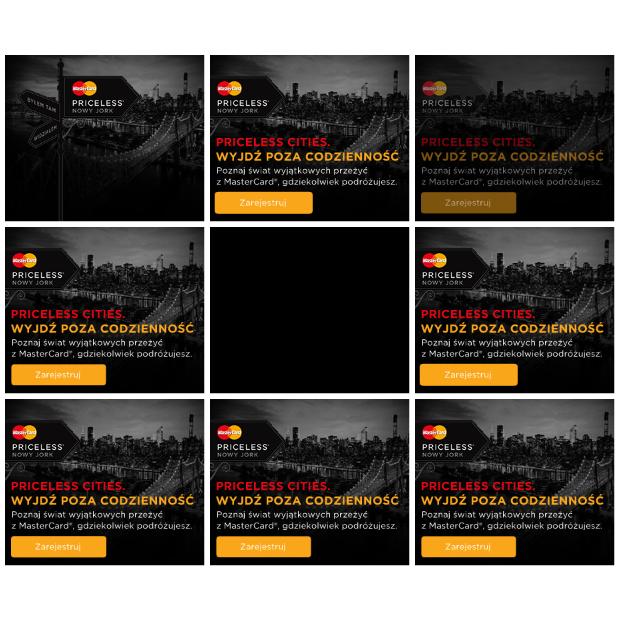 MasterCard
PRICELESS®
NOWY JORK
BYŁEM TAM
WIDZIAŁEM
MasterCard
PRICELESS®
NOWY JORK
PRICELESS CITIES.
WYJDŹ POZA CODZIENNOŚĆ
Poznaj świat wyjątkowych przeżyć
z MasterCard®, gdziekolwiek podróżujesz.
Zarejestruj
MasterCard
PRICELESS®
NOWY JORK
PRICELESS CITIES.
WYJDŹ POZA CODZIENNOŚĆ
Poznaj świat wyjątkowych przeżyć
z MasterCard®, gdziekolwiek podróżujesz.
Zarejestruj
MasterCard
PRICELESS®
NOWY JORK
PRICELESS CITIES.
WYJDŹ POZA CODZIENNOŚĆ
Poznaj świat wyjątkowych przeżyć
z MasterCard®, gdziekolwiek podróżujesz.
Zarejestruj
MasterCard
PRICELESS®
NOWY JORK
PRICELESS CITIES.
WYJDŹ POZA CODZIENNOŚĆ
Poznaj świat wyjątkowych przeżyć
z MasterCard®, gdziekolwiek podróżujesz.
Zarejestruj
MasterCard
PRICELESS®
NOWY JORK
PRICELESS CITIES.
WYJDŹ POZA CODZIENNOŚĆ
Poznaj świat wyjątkowych przeżyć
z MasterCard®, gdziekolwiek podróżujesz.
Zarejestruj
MasterCard
PRICELESS®
NOWY JORK
PRICELESS CITIES.
WYJDŹ POZA CODZIENNOŚĆ
Poznaj świat wyjątkowych przeżyć
z MasterCard®, gdziekolwiek podróżujesz.
Zarejestruj
MasterCard
PRICELESS®
NOWY JORK
PRICELESS CITIES.
WYJDŹ POZA CODZIENNOŚĆ
Poznaj świat wyjątkowych przeżyć
z MasterCard®, gdziekolwiek podróżujesz.
Zarejestruj